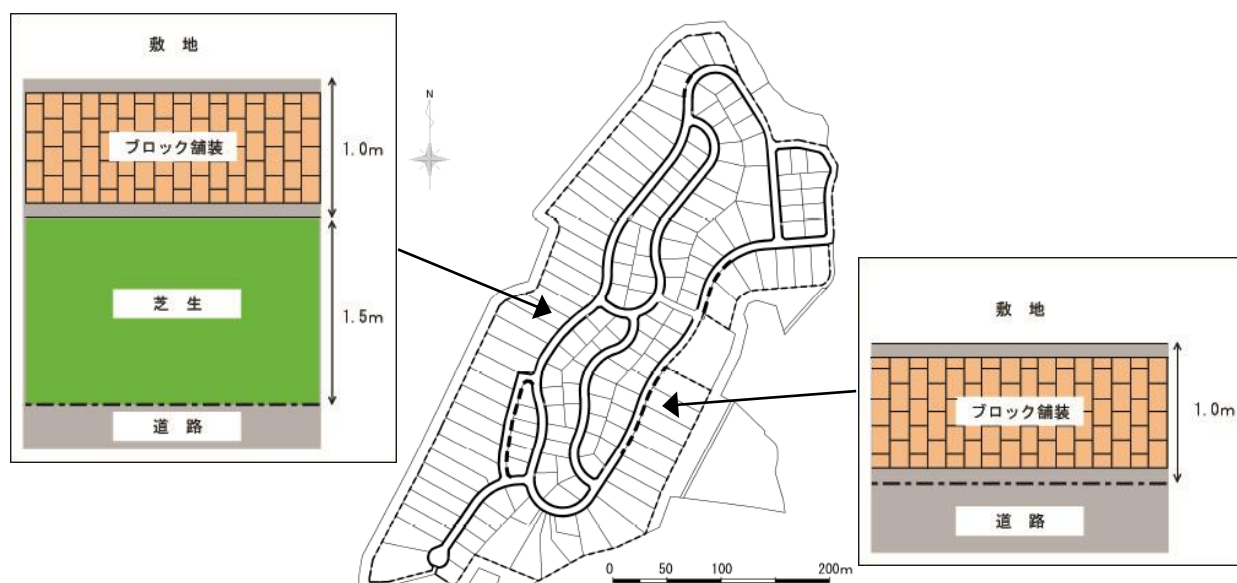 敷 地
ブロック舗装
1.0m
芝 生
1.5m
道 路
N
敷 地
ブロック舗装
1.0m
道 路
0 50 100 200m